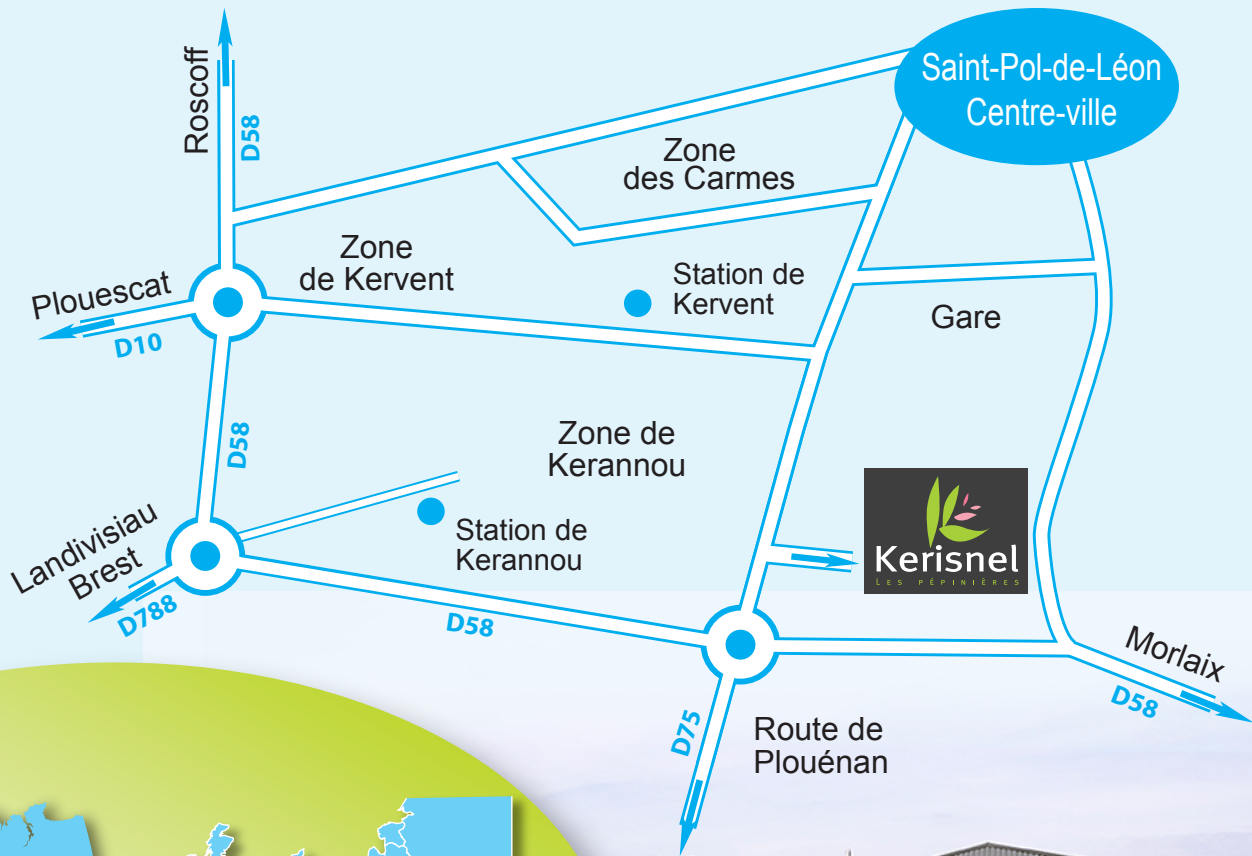 Roscoff
D58
Saint-Pol-de-Léon
Centre-ville
Zone
des Carmes
Zone
de Kervent
Station de
Kervent
Plouescat
D10
Gare
D58
Zone de
Kerannou
Station de
Kerannou
Kerisnel
LES PÉPINIÈRES
Landivisiau
Brest
D788
D58
Morlaix
D58
D75
Route de
Plouénan